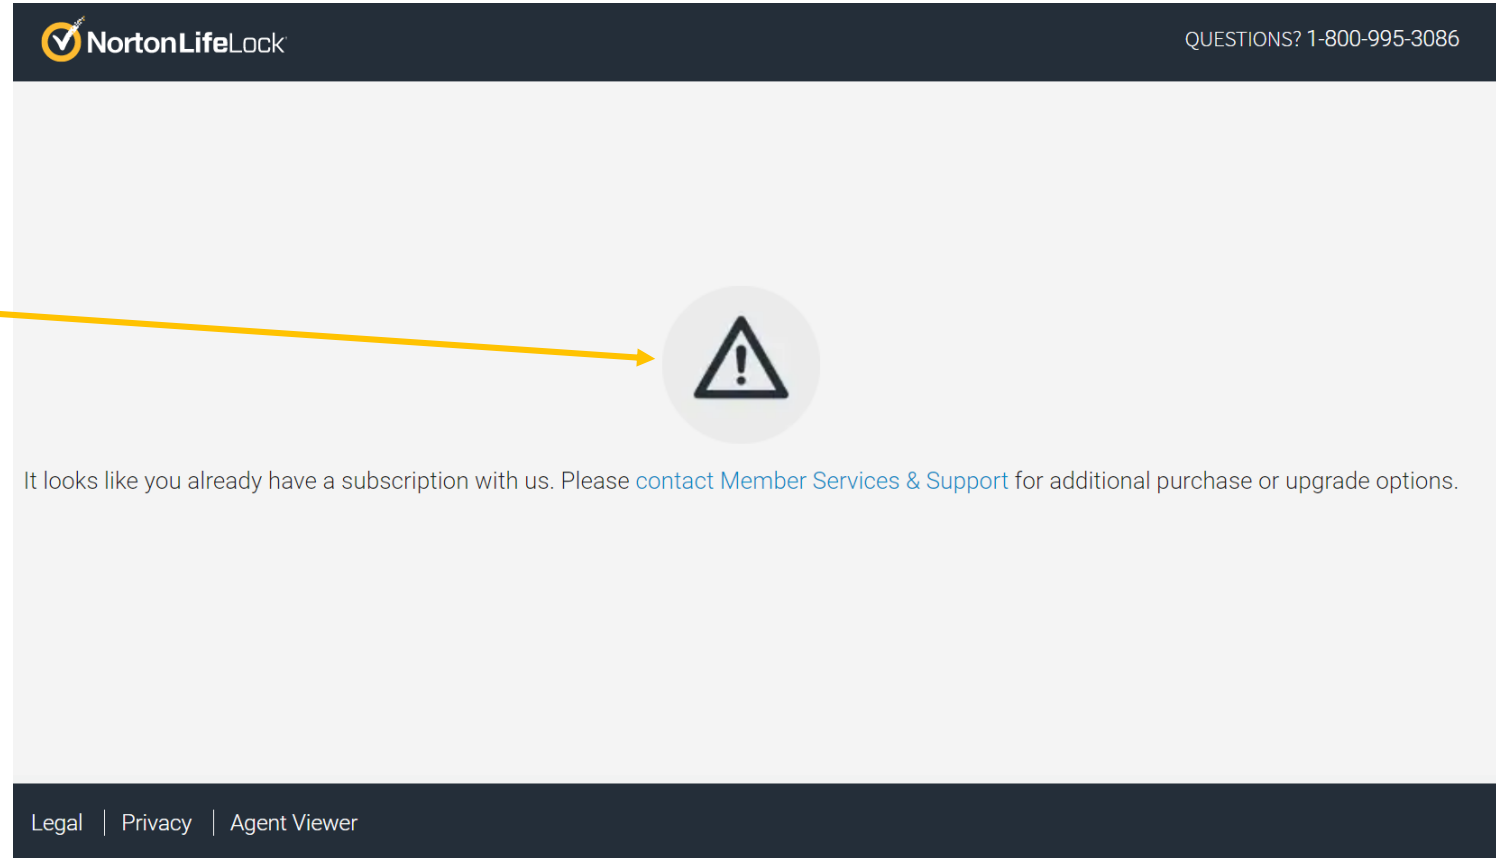 NortonLifeLock
QUESTIONS? 1-800-995-3086
It looks like you already have a subscription with us. Please contact Member Services & Support for additional purchase or upgrade options.
Legal | Privacy | Agent Viewer